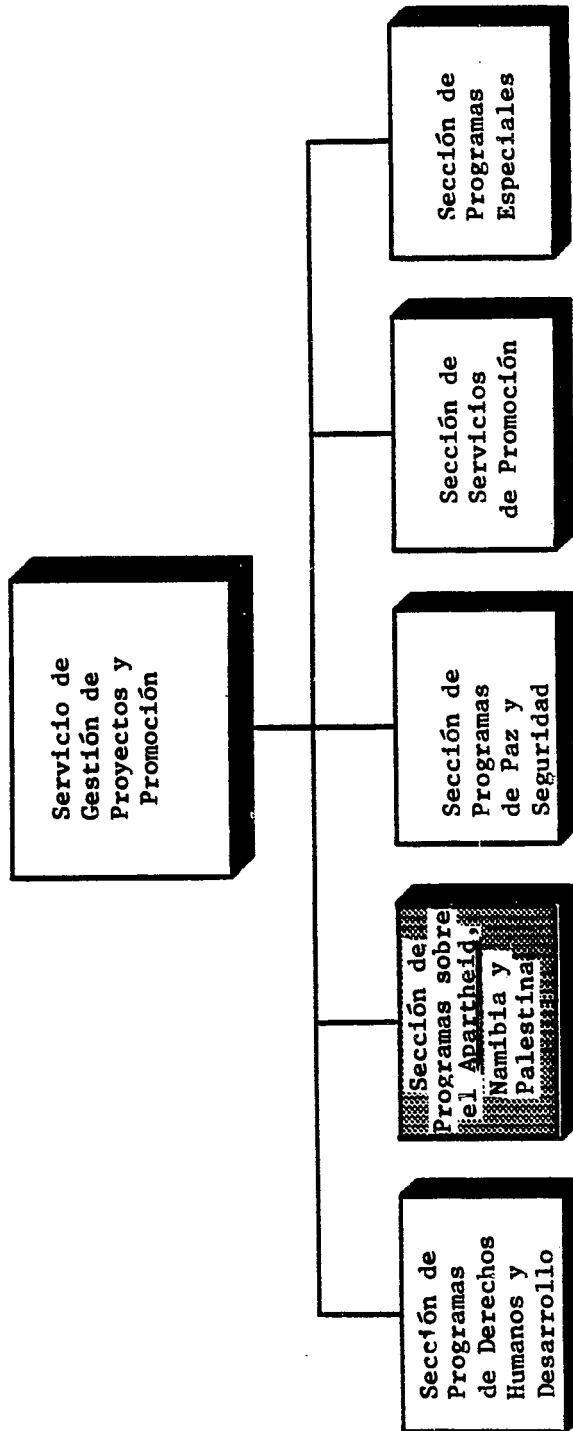 Servicio de
Gestión de
Proyectos y
Promoción
Sección de
Programas
de Derechos
Humanos y
Desarrollo
Sección de
Programas sobre
el Apartheid,
Namibia y
Palestina
Sección de
Programas
de Paz y
Seguridad
Sección de
Servicios
de Promoción
Sección de
Programas
Especiales